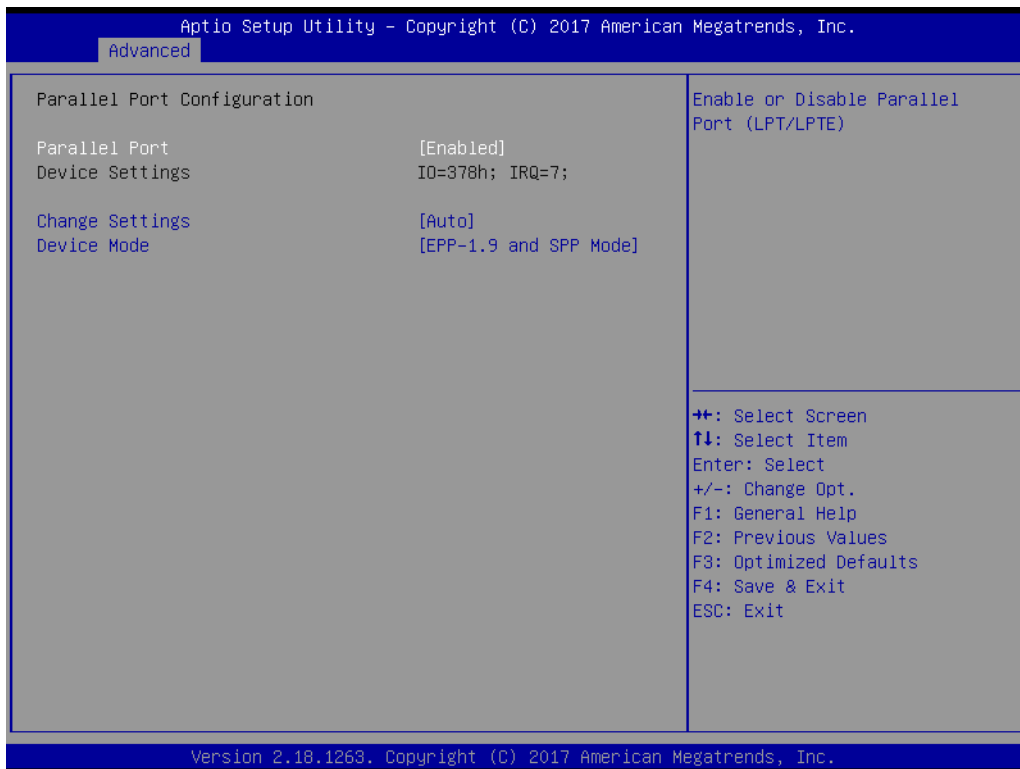 Aptio Setup Utility – Copyright (C) 2017 American Megatrends, Inc.
Advanced
Parallel Port Configuration
Parallel Port [Enabled]
Device Settings IO=378h; IRQ=7;
Change Settings [Auto]
Device Mode [EPP-1.9 and SPP Mode]
Enable or Disable Parallel
Port (LPT/LPTE)
→←: Select Screen
↑↓: Select Item
Enter: Select
+/-: Change Opt.
F1: General Help
F2: Previous Values
F3: Optimized Defaults
F4: Save & Exit
ESC: Exit
Version 2.18.1263. Copyright (C) 2017 American Megatrends, Inc.